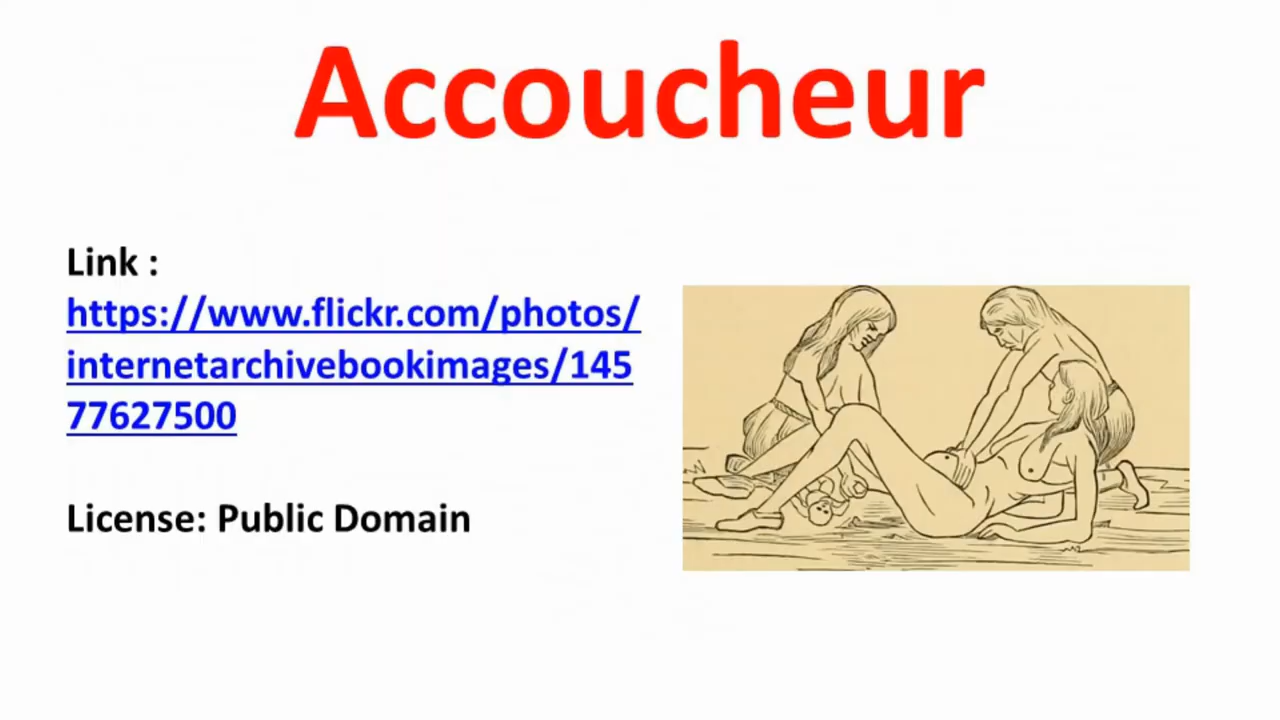 Accoucheur
Link :
https://www.flickr.com/photos/
internetarchivebookimages/145
77627500
License: Public Domain